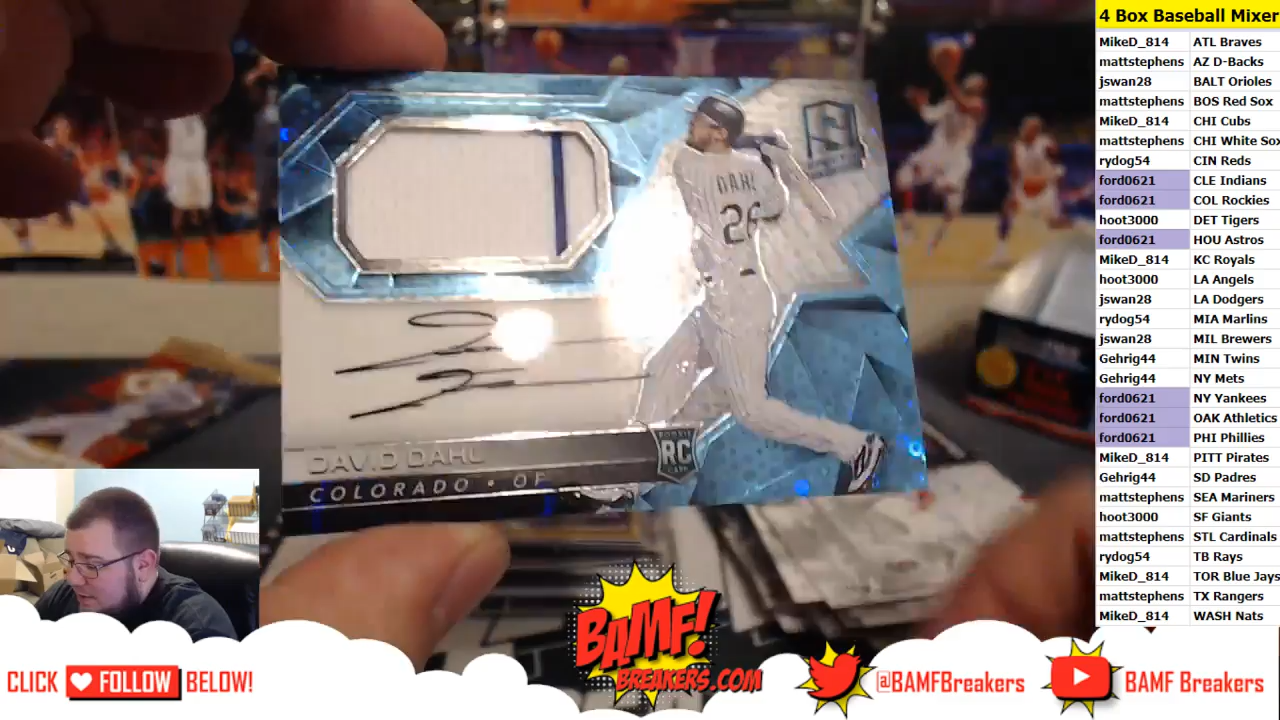 4 Box Baseball Mixer
MikeD_814 ATL Braves
mattstephens AZ D-Backs
jswan28 BALT Orioles
mattstephens BOS Red Sox
MikeD_814 CHI Cubs
mattstephens CHI White Sox
rydog54 CIN Reds
ford0621 CLE Indians
ford0621 COL Rockies
hoot3000 DET Tigers
ford0621 HOU Astros
MikeD_814 KC Royals
hoot3000 LA Angels
jswan28 LA Dodgers
rydog54 MIA Marlins
jswan28 MIL Brewers
Gehrig44 MIN Twins
Gehrig44 NY Mets
ford0621 NY Yankees
ford0621 OAK Athletics
ford0621 PHI Phillies
MikeD_814 PITT Pirates
Gehrig44 SD Padres
mattstephens SEA Mariners
hoot3000 SF Giants
mattstephens STL Cardinals
rydog54 TB Rays
MikeD_814 TOR Blue Jays
mattstephens TX Rangers
MikeD_814 WASH Nats
DAHL
26
S
ROOKIE
RC
CARD
DAVID DAHL
COLORADO • OF
BAMF!
BREAKERS.COM
CLICK FOLLOW BELOW!
@BAMFBreakers
BAMF Breakers